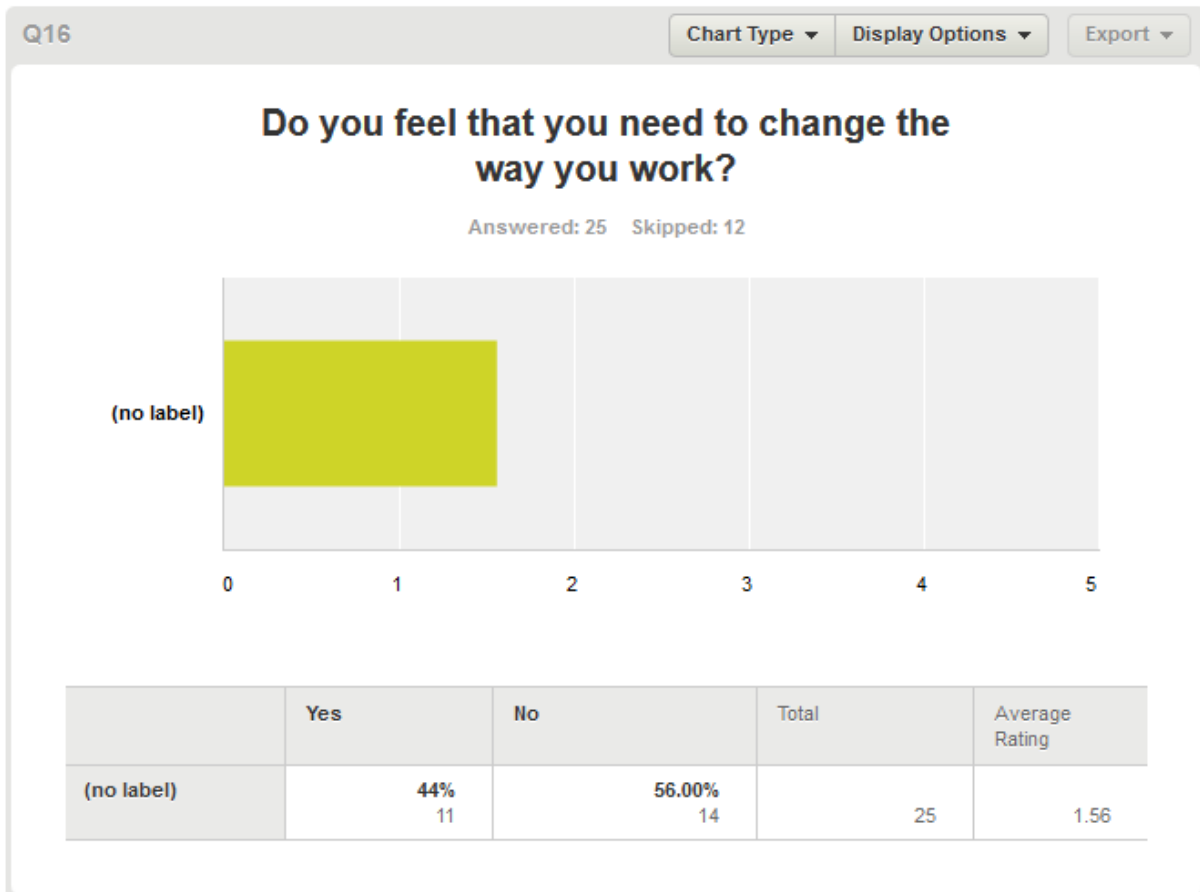 Q16
Chart Type
Display Options
Export
Do you feel that you need to change the
way you work?
Answered: 25 Skipped: 12
(no label)
0 1 2 3 4 5
Yes No Total Average
Rating
(no label) 44% 56.00%
11 14 25 1.56